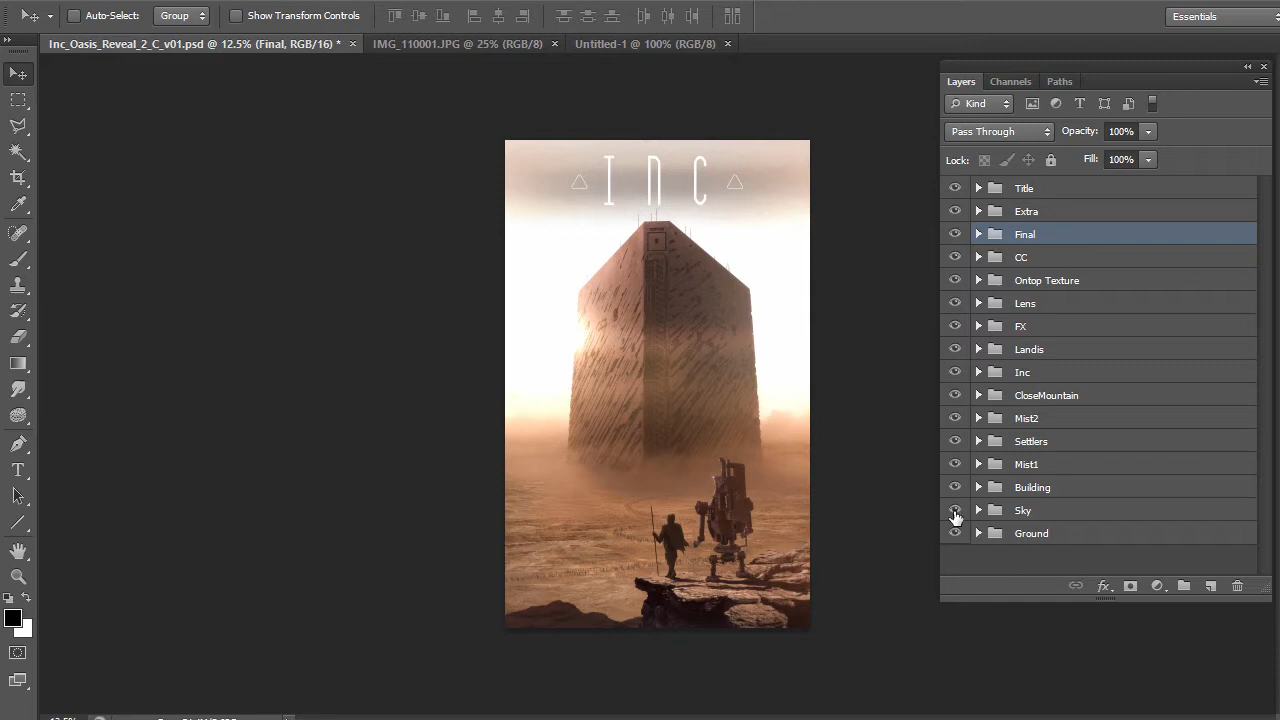 Auto-Select: Group Show Transform Controls Essentials
Inc_Oasis_Reveal_2_C_v01.psd @ 12.5% (Final, RGB/16) * IMG_110001.JPG @ 25% (RGB/8) Untitled-1 @ 100% (RGB/8)
Layers Channels Paths
Kind
Pass Through Opacity: 100%
Lock: Fill: 100%
INC
Title
Extra
Final
CC
Ontop Texture
Lens
FX
Landis
Inc
CloseMountain
Mist2
Settlers
Mist1
Building
Sky
Ground